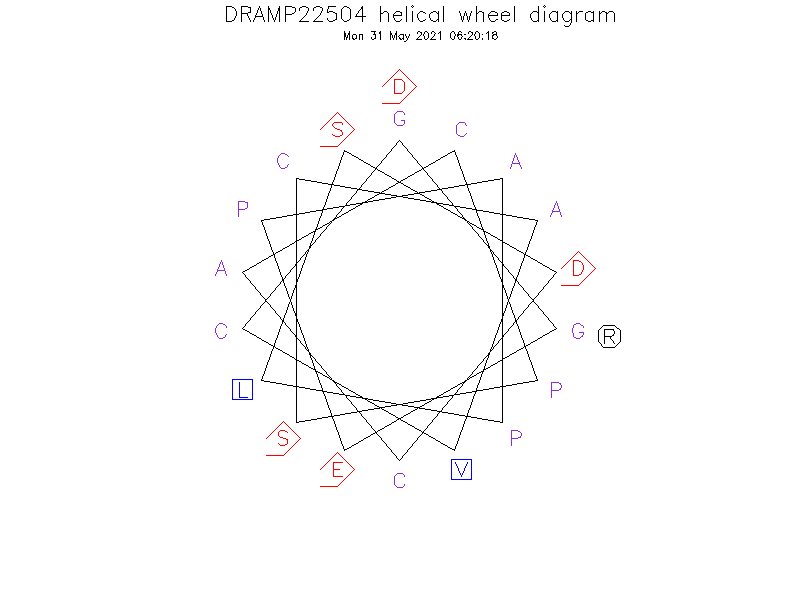 DRAMP22504 helical wheel diagram
Mon 31 May 2021 06:20:18
D
S G C
C A
P A
A D
C G R
L P
S P
E C V